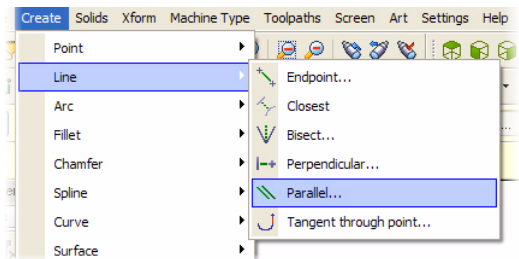 Create Solids Xform Machine Type Toolpaths Screen Art Settings Help
Point
Line
Endpoint...
Arc
Closest
Fillet
Bisect...
Chamfer
Perpendicular...
Spline
Parallel...
Curve
Tangent through point...
Surface